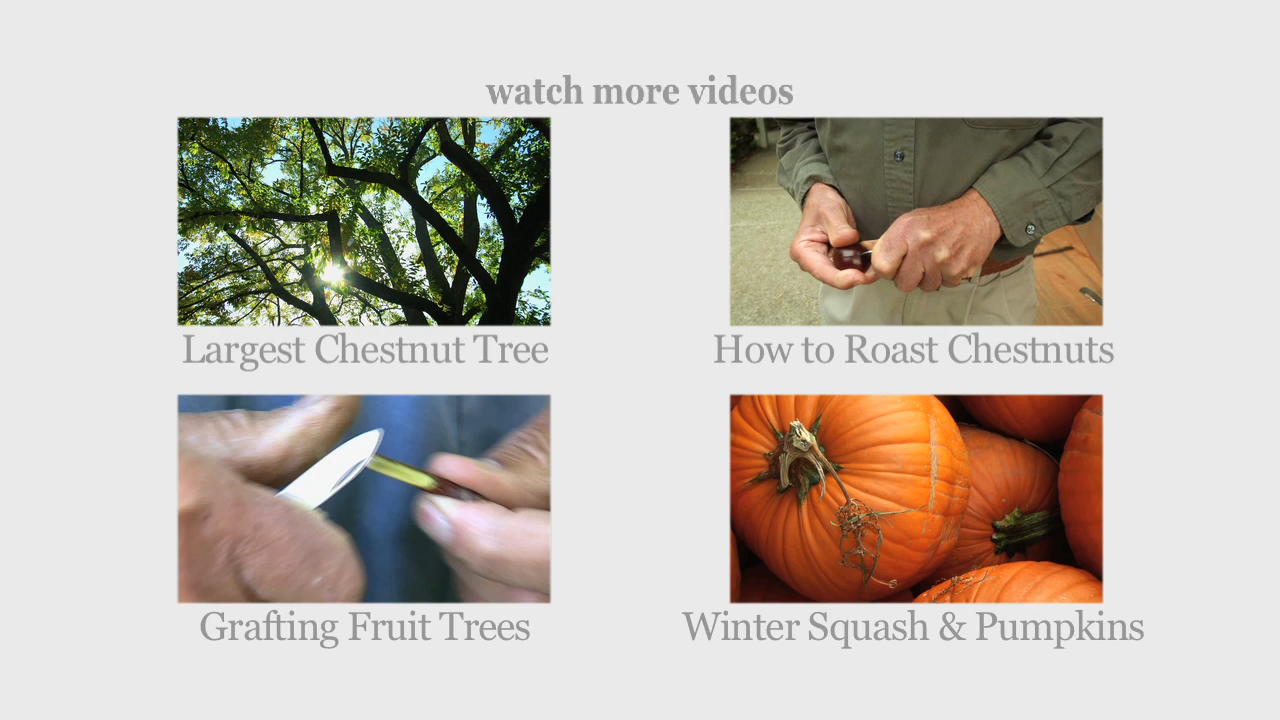 watch more videos
Largest Chestnut Tree
How to Roast Chestnuts
Grafting Fruit Trees
Winter Squash & Pumpkins